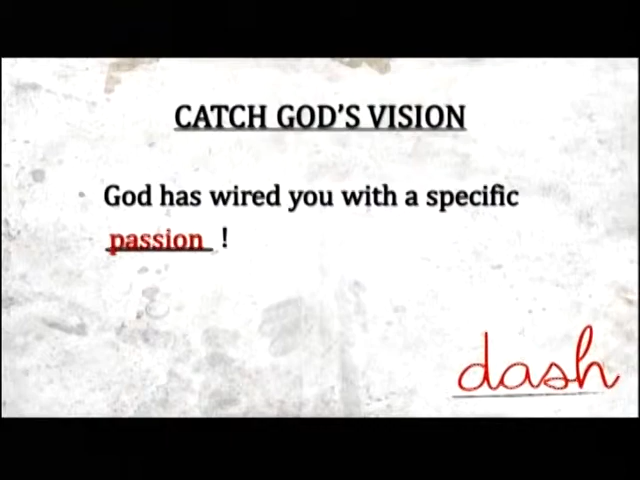 CATCH GOD'S VISION
God has wired you with a specific
passion !
dash